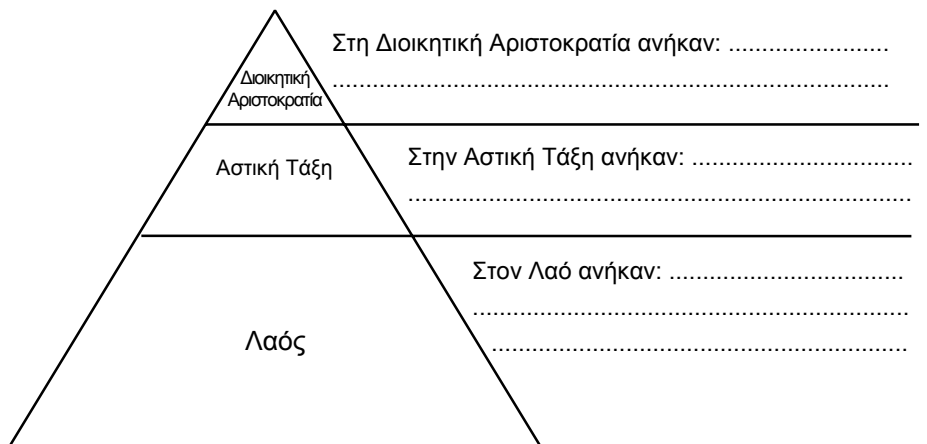 Στη Διοικητική Αριστοκρατία ανήκαν: ........................
...................................................................................
Διοικητική
Αριστοκρατία
Στην Αστική Τάξη ανήκαν: .................................
...........................................................................
Αστική Τάξη
Στον Λαό ανήκαν: ...................................
.................................................................
..............................................................
Λαός